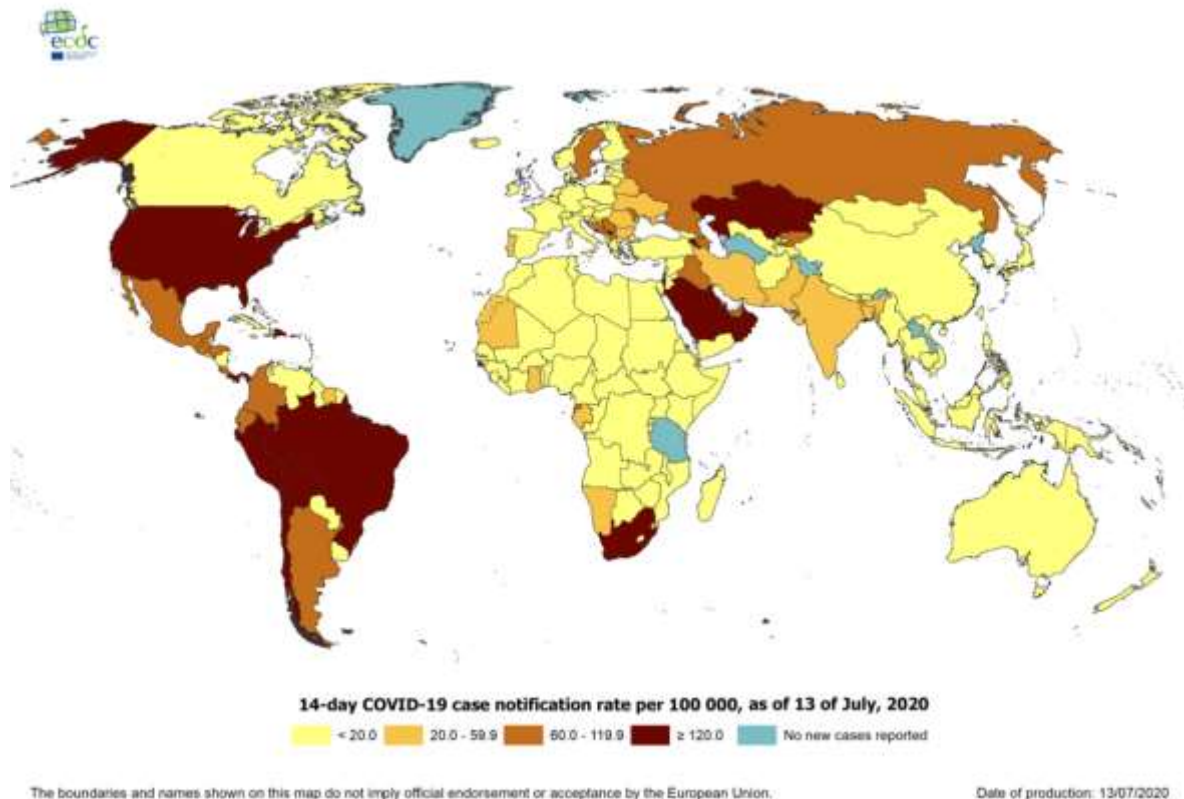 ecdc
14-day COVID-19 case notification rate per 100 000, as of 13 of July, 2020
< 20.0 20.0 - 59.9 60.0 - 119.9 ≥ 120.0 No new cases reported
The boundaries and names shown on this map do not imply official endorsement or acceptance by the European Union. Date of production: 13/07/2020